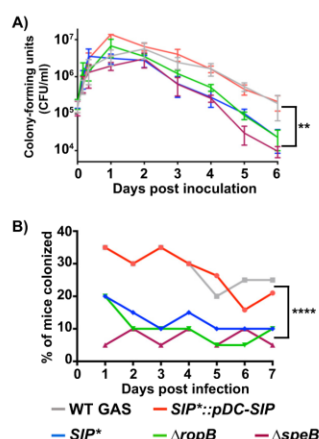 A)
Colony-forming units
(CFU/ml)
10⁷
10⁶
10⁵
10⁴
**
0 1 2 3 4 5 6
Days post inoculation
B)
% of mice colonized
40
30
20
10
0
****
0 1 2 3 4 5 6 7
Days post infection
WT GAS SIP*::pDC-SIP
SIP* ΔropB ΔspeB